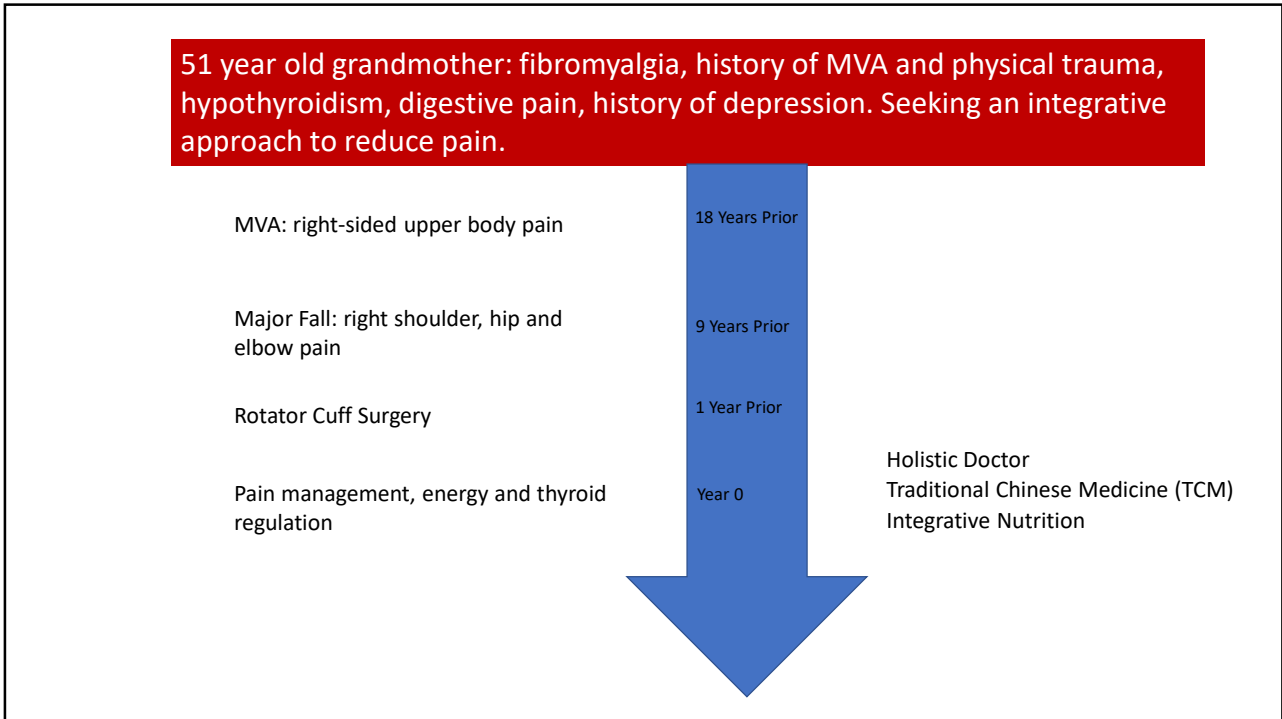 51 year old grandmother: fibromyalgia, history of MVA and physical trauma,
hypothyroidism, digestive pain, history of depression. Seeking an integrative
approach to reduce pain.
MVA: right-sided upper body pain
18 Years Prior
Major Fall: right shoulder, hip and
elbow pain
9 Years Prior
Rotator Cuff Surgery
1 Year Prior
Pain management, energy and thyroid
regulation
Year 0
Holistic Doctor
Traditional Chinese Medicine (TCM)
Integrative Nutrition